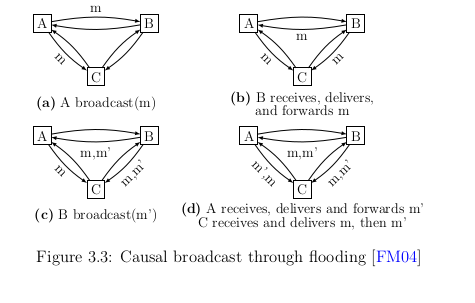 m
A B
m
C
(a) A broadcast(m)
A B
m
m m
C
(b) B receives, delivers,
and forwards m
A B
m,m'
m m,m'
C
(c) B broadcast(m')
A B
m,m'
m',m m,m'
C
(d) A receives, delivers and forwards m'
C receives and delivers m, then m'
Figure 3.3: Causal broadcast through flooding [FM04]